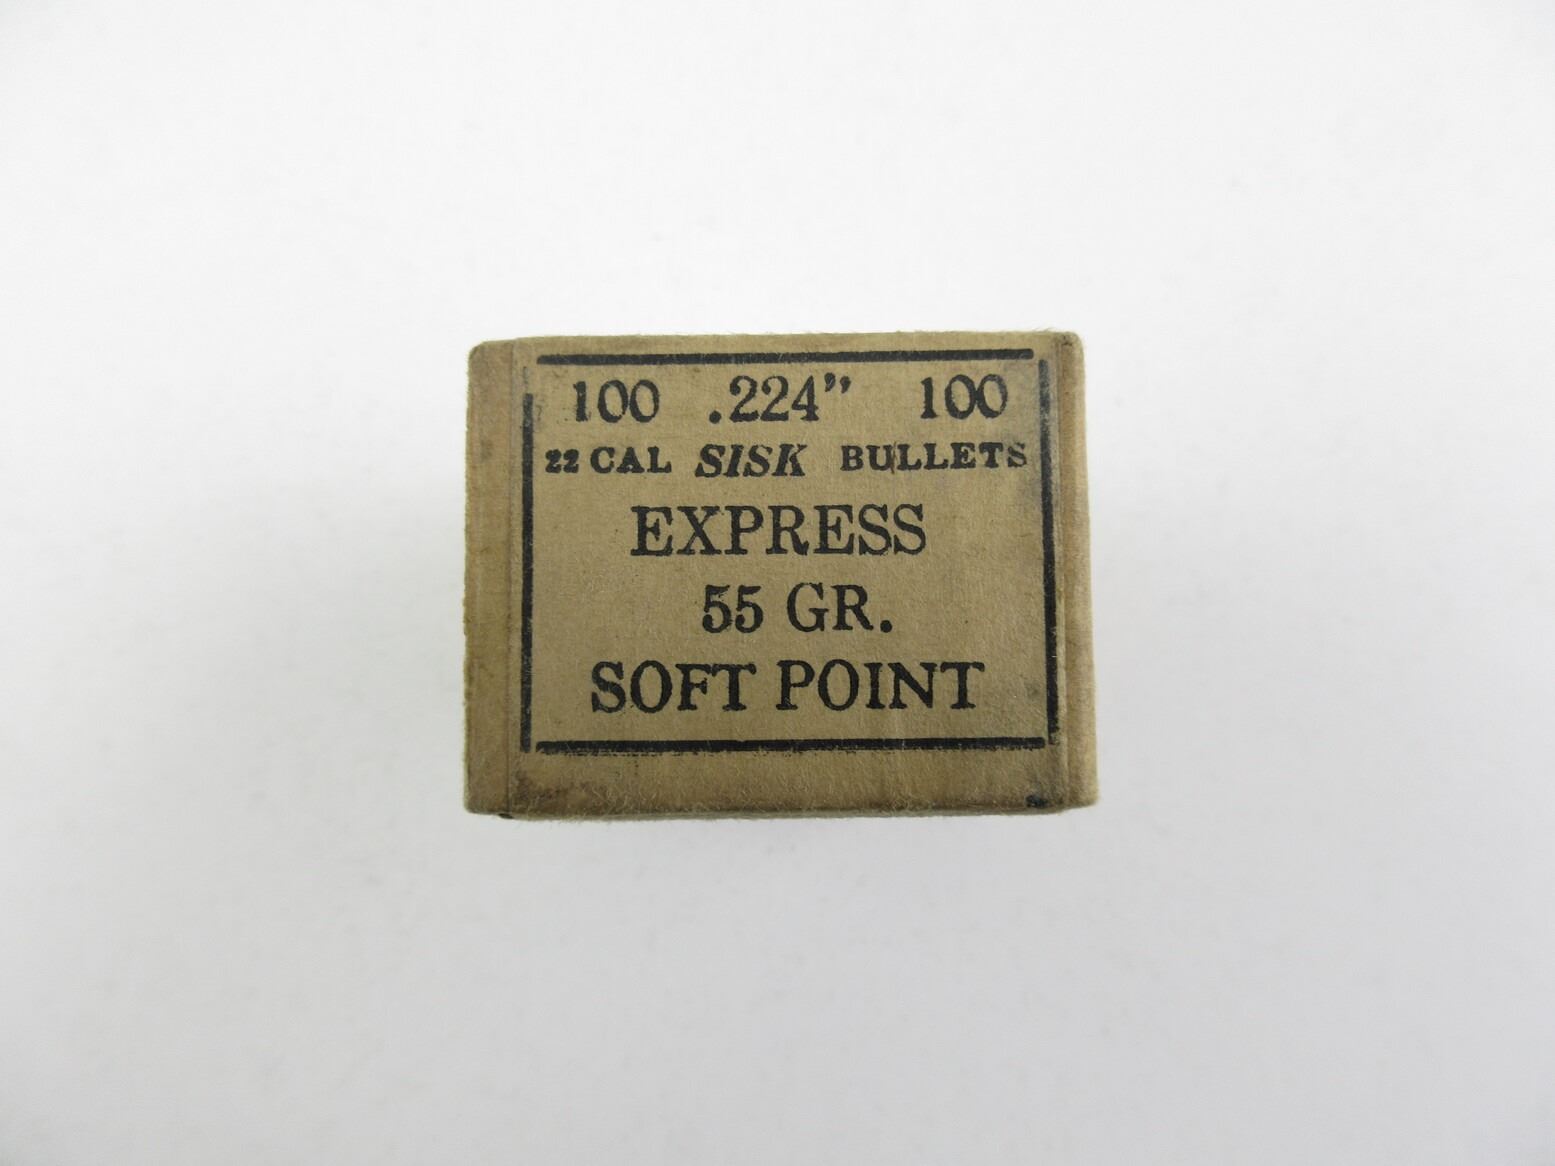 100 .224" 100
22 CAL SISK BULLETS
EXPRESS
55 GR.
SOFT POINT